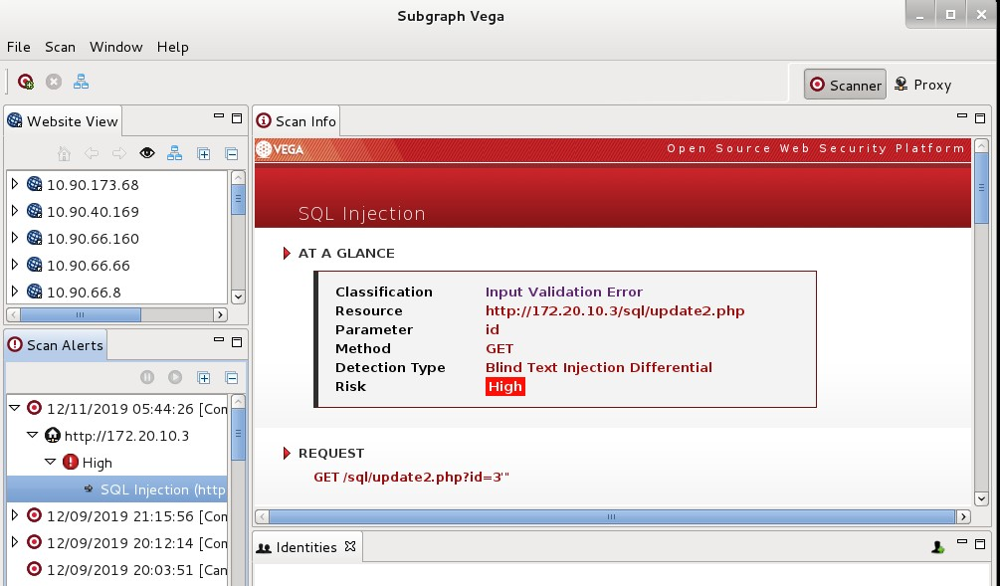 Subgraph Vega
File Scan Window Help
Scanner Proxy
Website View
10.90.173.68
10.90.40.169
10.90.66.160
10.90.66.66
10.90.66.8
Scan Alerts
12/11/2019 05:44:26 [Con
http://172.20.10.3
High
SQL Injection (http
12/09/2019 21:15:56 [Con
12/09/2019 20:12:14 [Con
12/09/2019 20:03:51 [Can
Scan Info
VEGA Open Source Web Security Platform
SQL Injection
AT A GLANCE
Classification Input Validation Error
Resource http://172.20.10.3/sql/update2.php
Parameter id
Method GET
Detection Type Blind Text Injection Differential
Risk High
REQUEST
GET /sql/update2.php?id=3'"
Identities